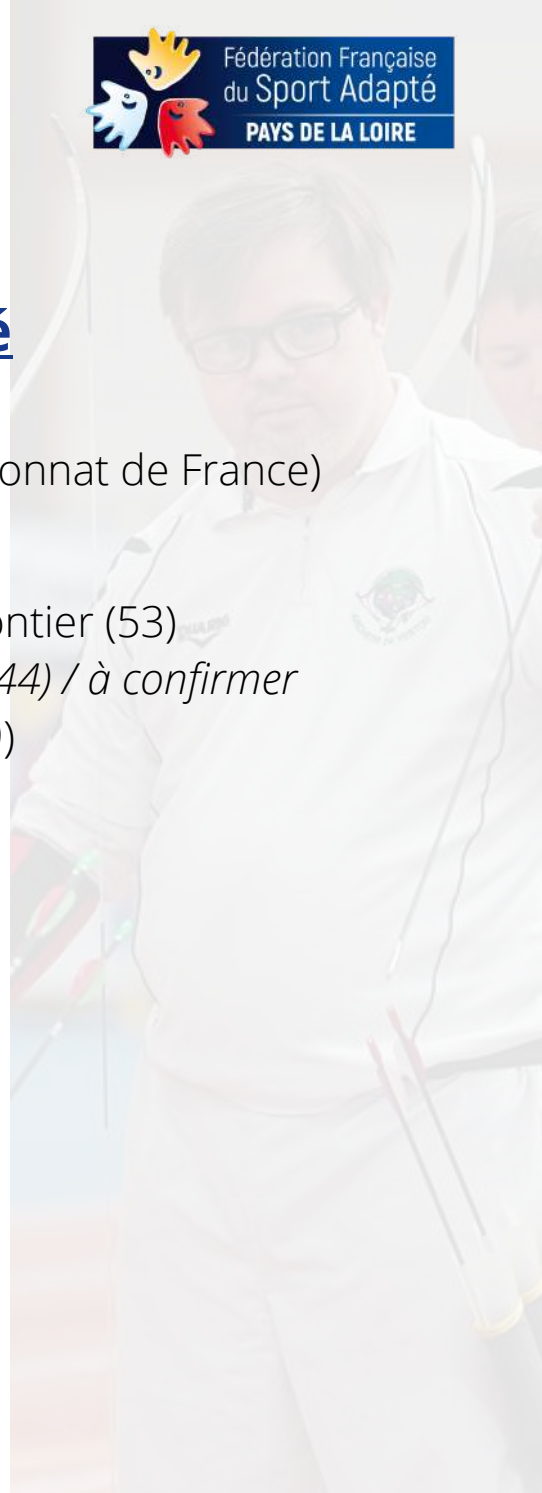 Fédération Française
du Sport Adapté
PAYS DE LA LOIRE
é
onnat de France)
ontier (53)
44) / à confirmer
)